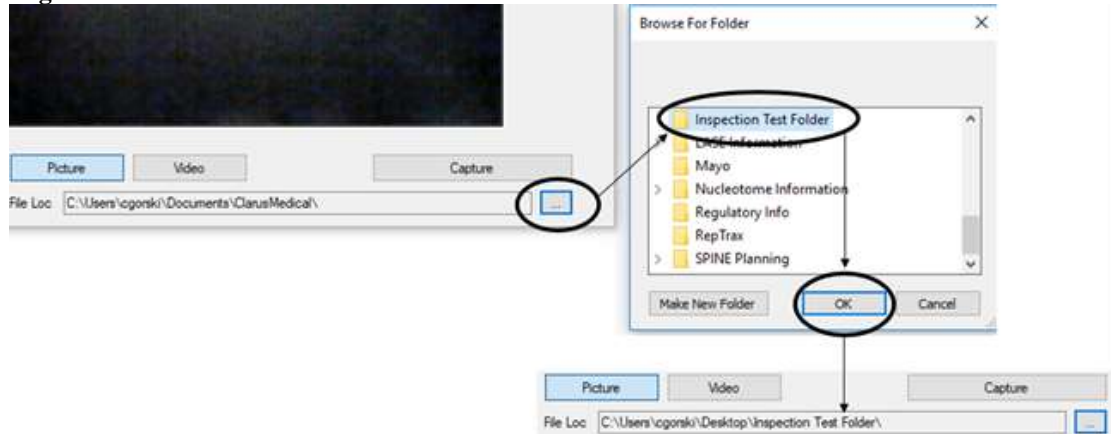 Browse For Folder
Inspection Test Folder
LASE Information
Mayo
Nucleotome Information
Regulatory Info
RepTrax
SPINE Planning
Make New Folder
OK
Cancel
Picture
Video
Capture
File Loc
C:\Users\cgorski\Documents\ClarusMedical\
...
Picture
Video
Capture
File Loc
C:\Users\cgorski\Desktop\Inspection Test Folder\
...